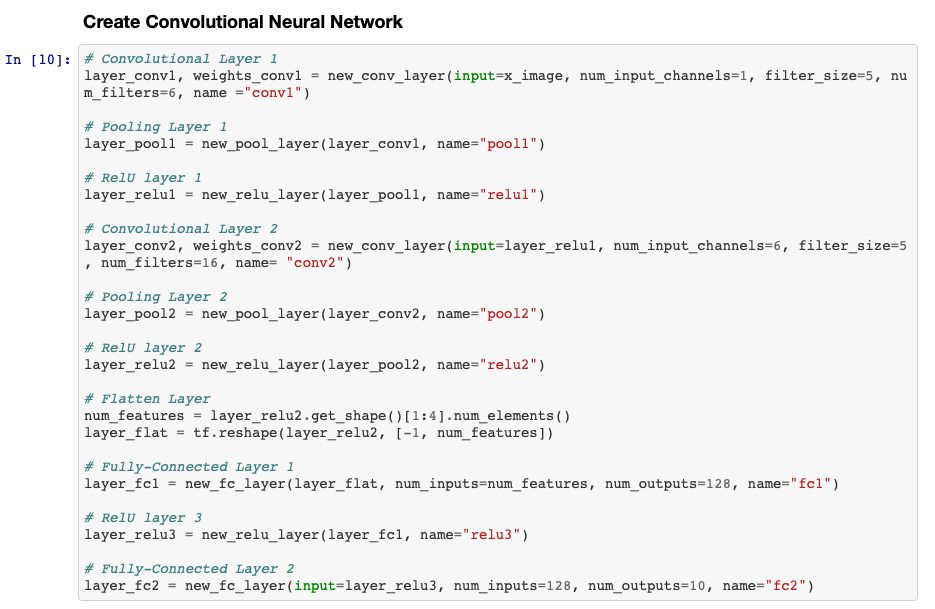 Create Convolutional Neural Network
In [10]:
# Convolutional Layer 1
layer_conv1, weights_conv1 = new_conv_layer(input=x_image, num_input_channels=1, filter_size=5, nu
m_filters=6, name ="conv1")
# Pooling Layer 1
layer_pool1 = new_pool_layer(layer_conv1, name="pool1")
# RelU layer 1
layer_relu1 = new_relu_layer(layer_pool1, name="relu1")
# Convolutional Layer 2
layer_conv2, weights_conv2 = new_conv_layer(input=layer_relu1, num_input_channels=6, filter_size=5
, num_filters=16, name= "conv2")
# Pooling Layer 2
layer_pool2 = new_pool_layer(layer_conv2, name="pool2")
# RelU layer 2
layer_relu2 = new_relu_layer(layer_pool2, name="relu2")
# Flatten Layer
num_features = layer_relu2.get_shape()[1:4].num_elements()
layer_flat = tf.reshape(layer_relu2, [-1, num_features])
# Fully-Connected Layer 1
layer_fc1 = new_fc_layer(layer_flat, num_inputs=num_features, num_outputs=128, name="fc1")
# RelU layer 3
layer_relu3 = new_relu_layer(layer_fc1, name="relu3")
# Fully-Connected Layer 2
layer_fc2 = new_fc_layer(input=layer_relu3, num_inputs=128, num_outputs=10, name="fc2")